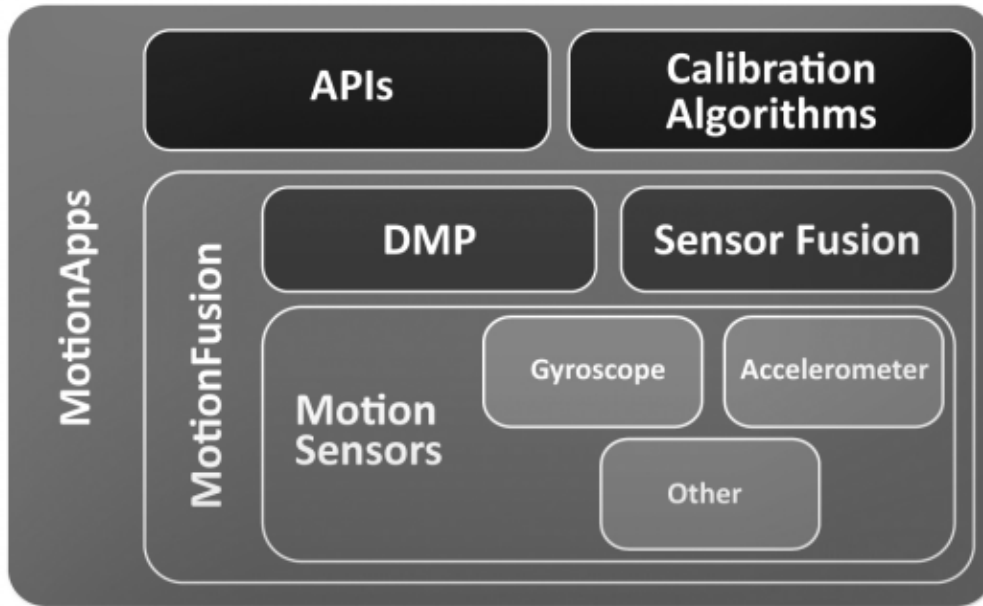 APIs
Calibration
Algorithms
MotionApps
MotionFusion
DMP
Sensor Fusion
Motion
Sensors
Gyroscope
Accelerometer
Other